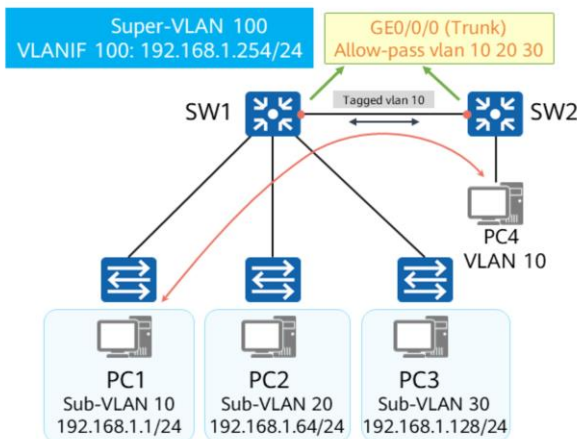 Super-VLAN 100
VLANIF 100: 192.168.1.254/24
GE0/0/0 (Trunk)
Allow-pass vlan 10 20 30
SW1
Tagged vlan 10
SW2
PC4
VLAN 10
PC1
Sub-VLAN 10
192.168.1.1/24
PC2
Sub-VLAN 20
192.168.1.64/24
PC3
Sub-VLAN 30
192.168.1.128/24